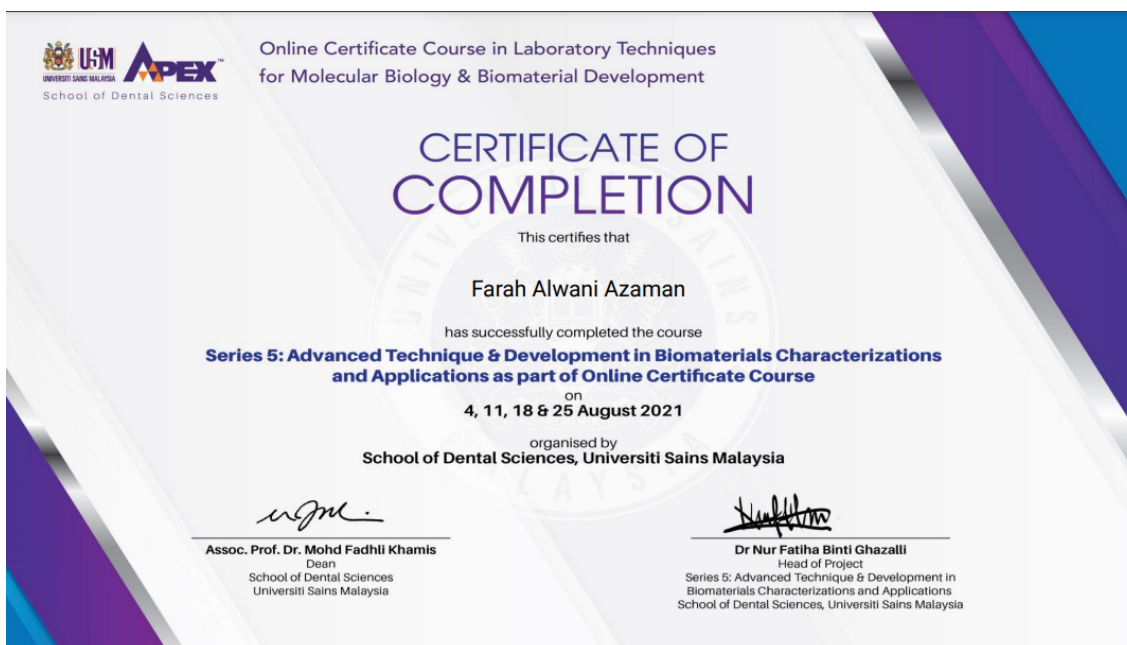 USM
UNIVERSITI SAINS MALAYSIA
APEX™
School of Dental Sciences
Online Certificate Course in Laboratory Techniques
for Molecular Biology & Biomaterial Development
CERTIFICATE OF
COMPLETION
This certifies that
Farah Alwani Azaman
has successfully completed the course
Series 5: Advanced Technique & Development in Biomaterials Characterizations
and Applications as part of Online Certificate Course
on
4, 11, 18 & 25 August 2021
organised by
School of Dental Sciences, Universiti Sains Malaysia
UNIVERSITI SAINS MALAYSIA
Assoc. Prof. Dr. Mohd Fadhli Khamis
Dean
School of Dental Sciences
Universiti Sains Malaysia
Dr Nur Fatiha Binti Ghazalli
Head of Project
Series 5: Advanced Technique & Development in
Biomaterials Characterizations and Applications
School of Dental Sciences, Universiti Sains Malaysia